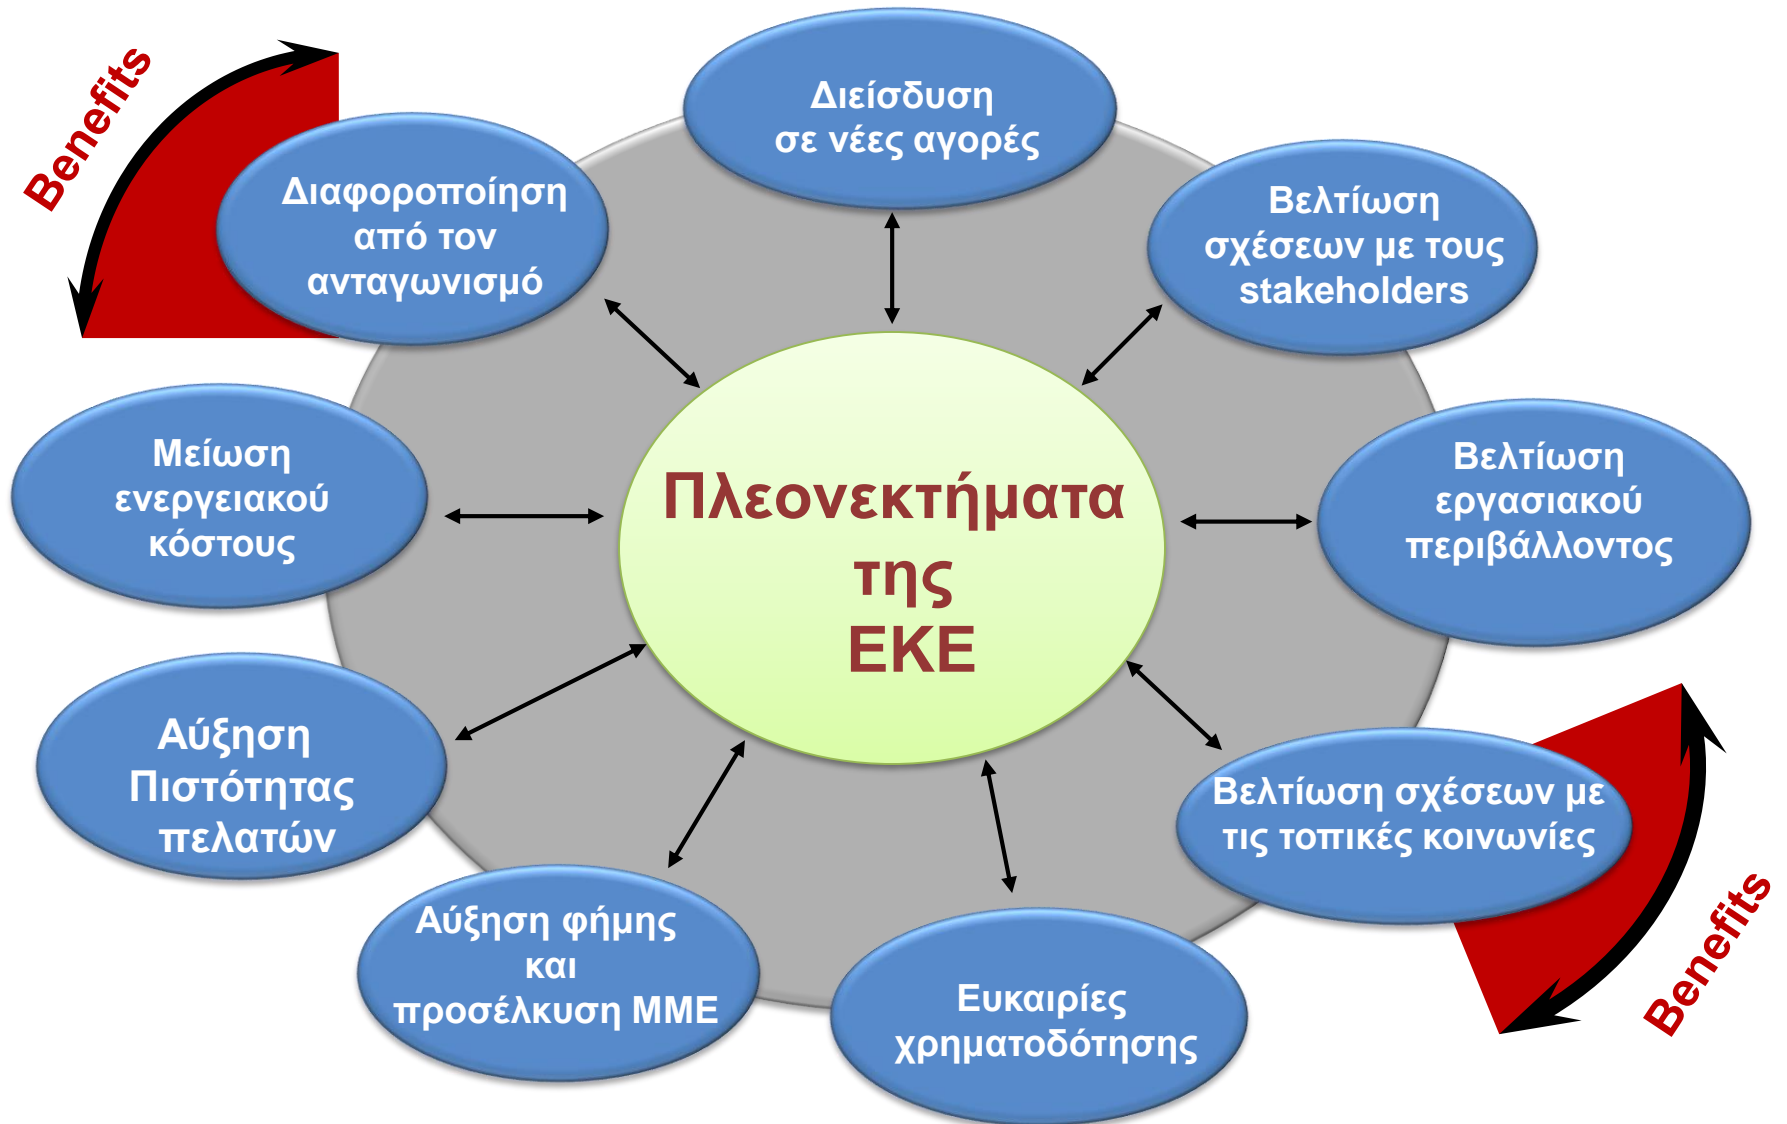 Benefits
Διείσδυση
σε νέες αγορές
Διαφοροποίηση
από τον
ανταγωνισμό
Βελτίωση
σχέσεων με τους
stakeholders
Μείωση
ενεργειακού
κόστους
Πλεονεκτήματα
της
ΕΚΕ
Βελτίωση
εργασιακού
περιβάλλοντος
Αύξηση
Πιστότητας
πελατών
Βελτίωση σχέσεων με
τις τοπικές κοινωνίες
Αύξηση φήμης
και
προσέλκυση ΜΜΕ
Ευκαιρίες
χρηματοδότησης
Benefits